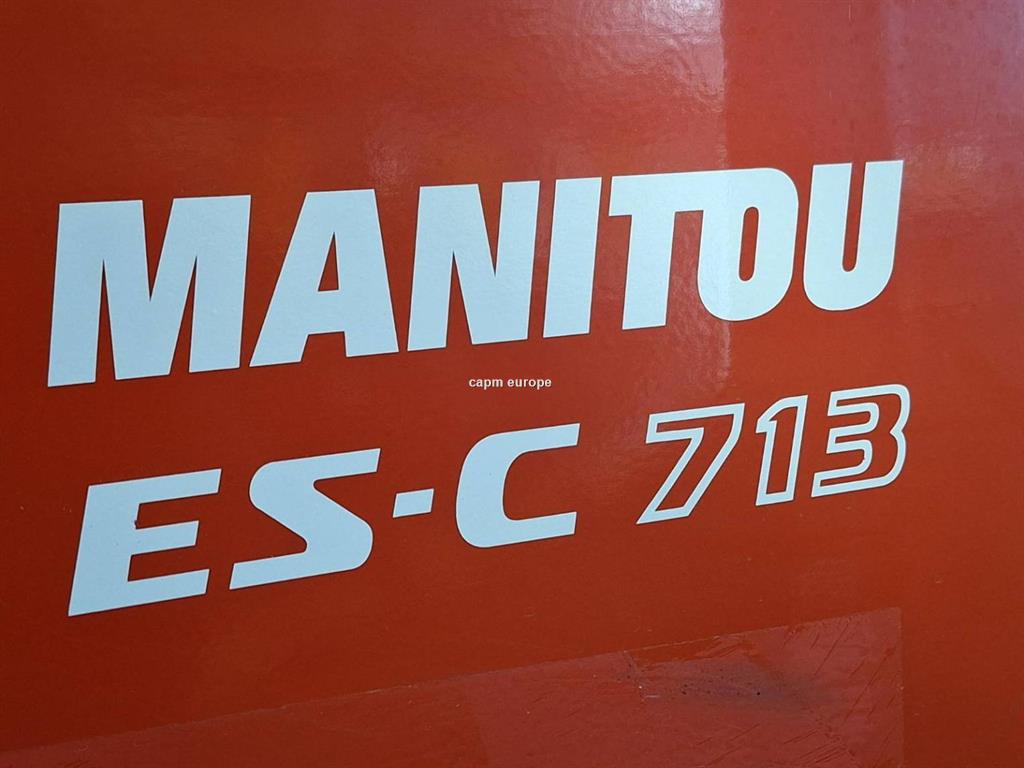 MANITOU
capm europe
ES-C 713